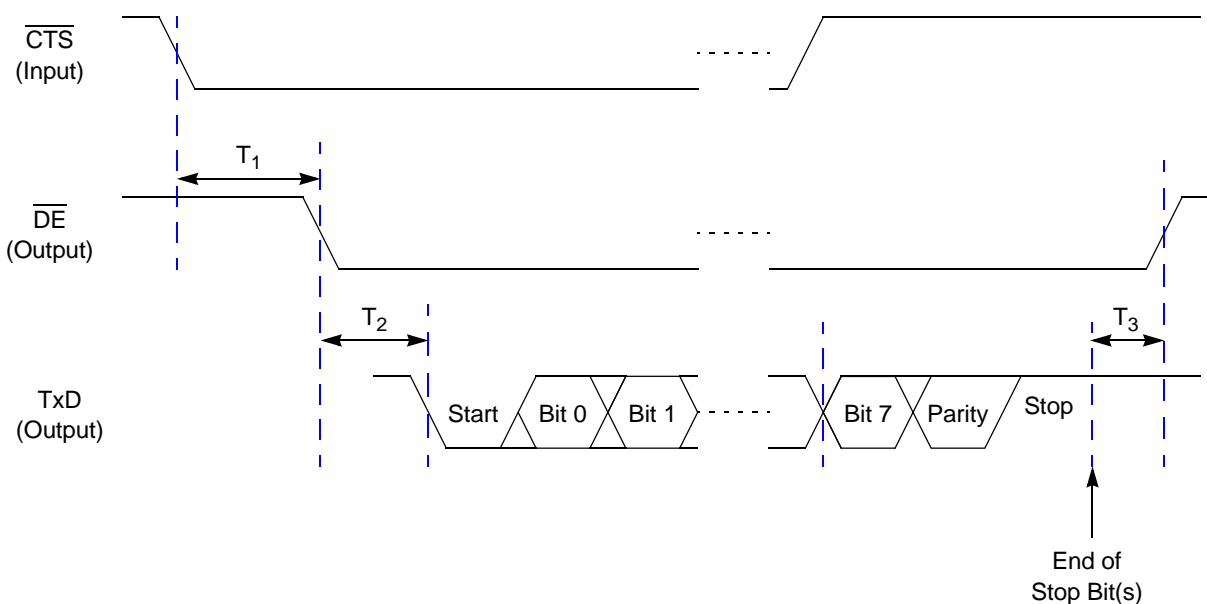 CTS
(Input)
T1
DE
(Output)
T2
T3
TxD
(Output)
Start
Bit 0
Bit 1
Bit 7
Parity
Stop
End of
Stop Bit(s)